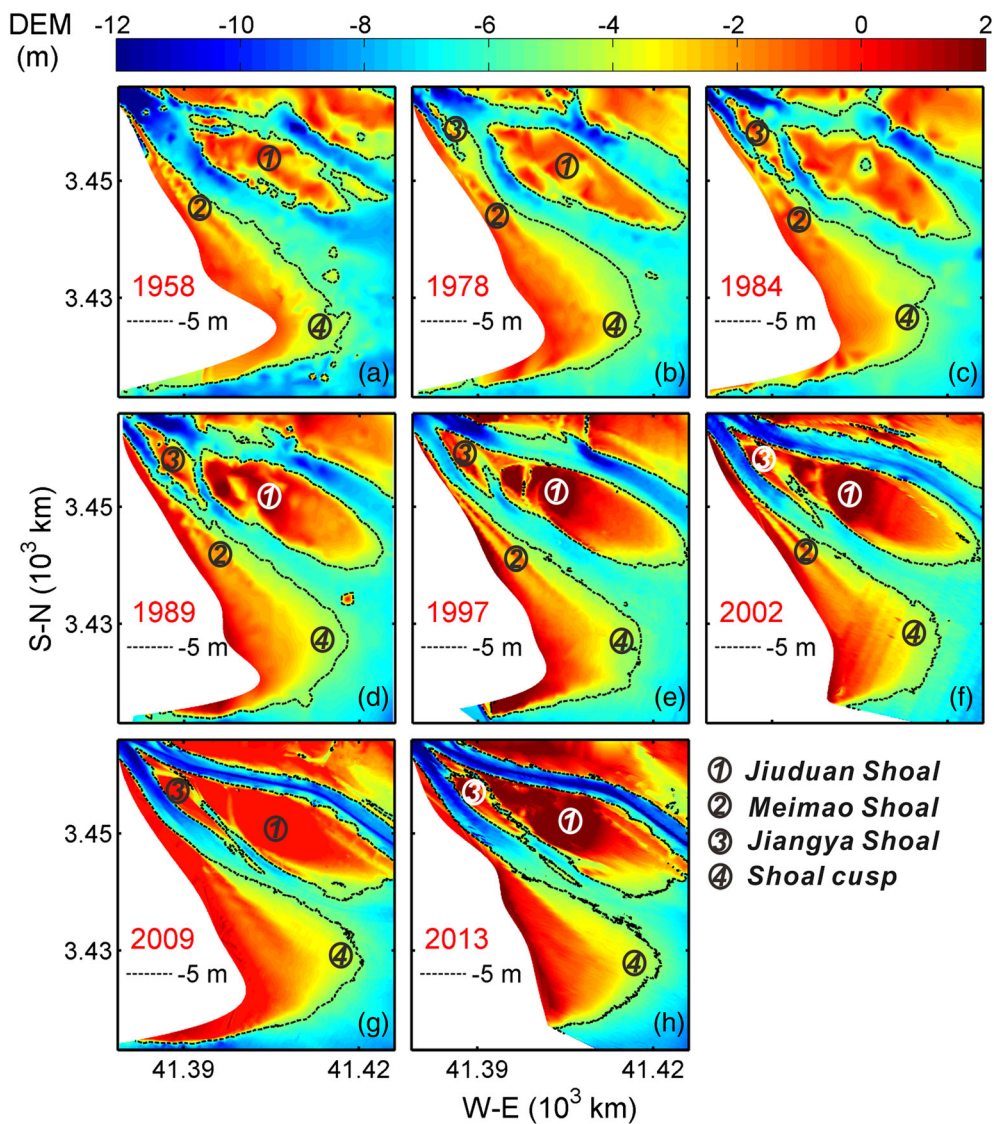 DEM (m)
-12 -10 -8 -6 -4 -2 0 2
3.45
3.43
1958
-5 m
(a)
③
①
②
④
1978
-5 m
(b)
③
②
④
1984
-5 m
(c)
①
②
④
S-N (10³ km)
3.45
3.43
③
①
②
④
1989
-5 m
(d)
③
①
②
④
1997
-5 m
(e)
③
①
②
④
2002
-5 m
(f)
3.45
3.43
③
①
④
2009
-5 m
(g)
③
①
④
2013
-5 m
(h)
① Jiuduan Shoal
② Meimao Shoal
③ Jiangya Shoal
④ Shoal cusp
41.39 41.42
41.39 41.42
W-E (10³ km)